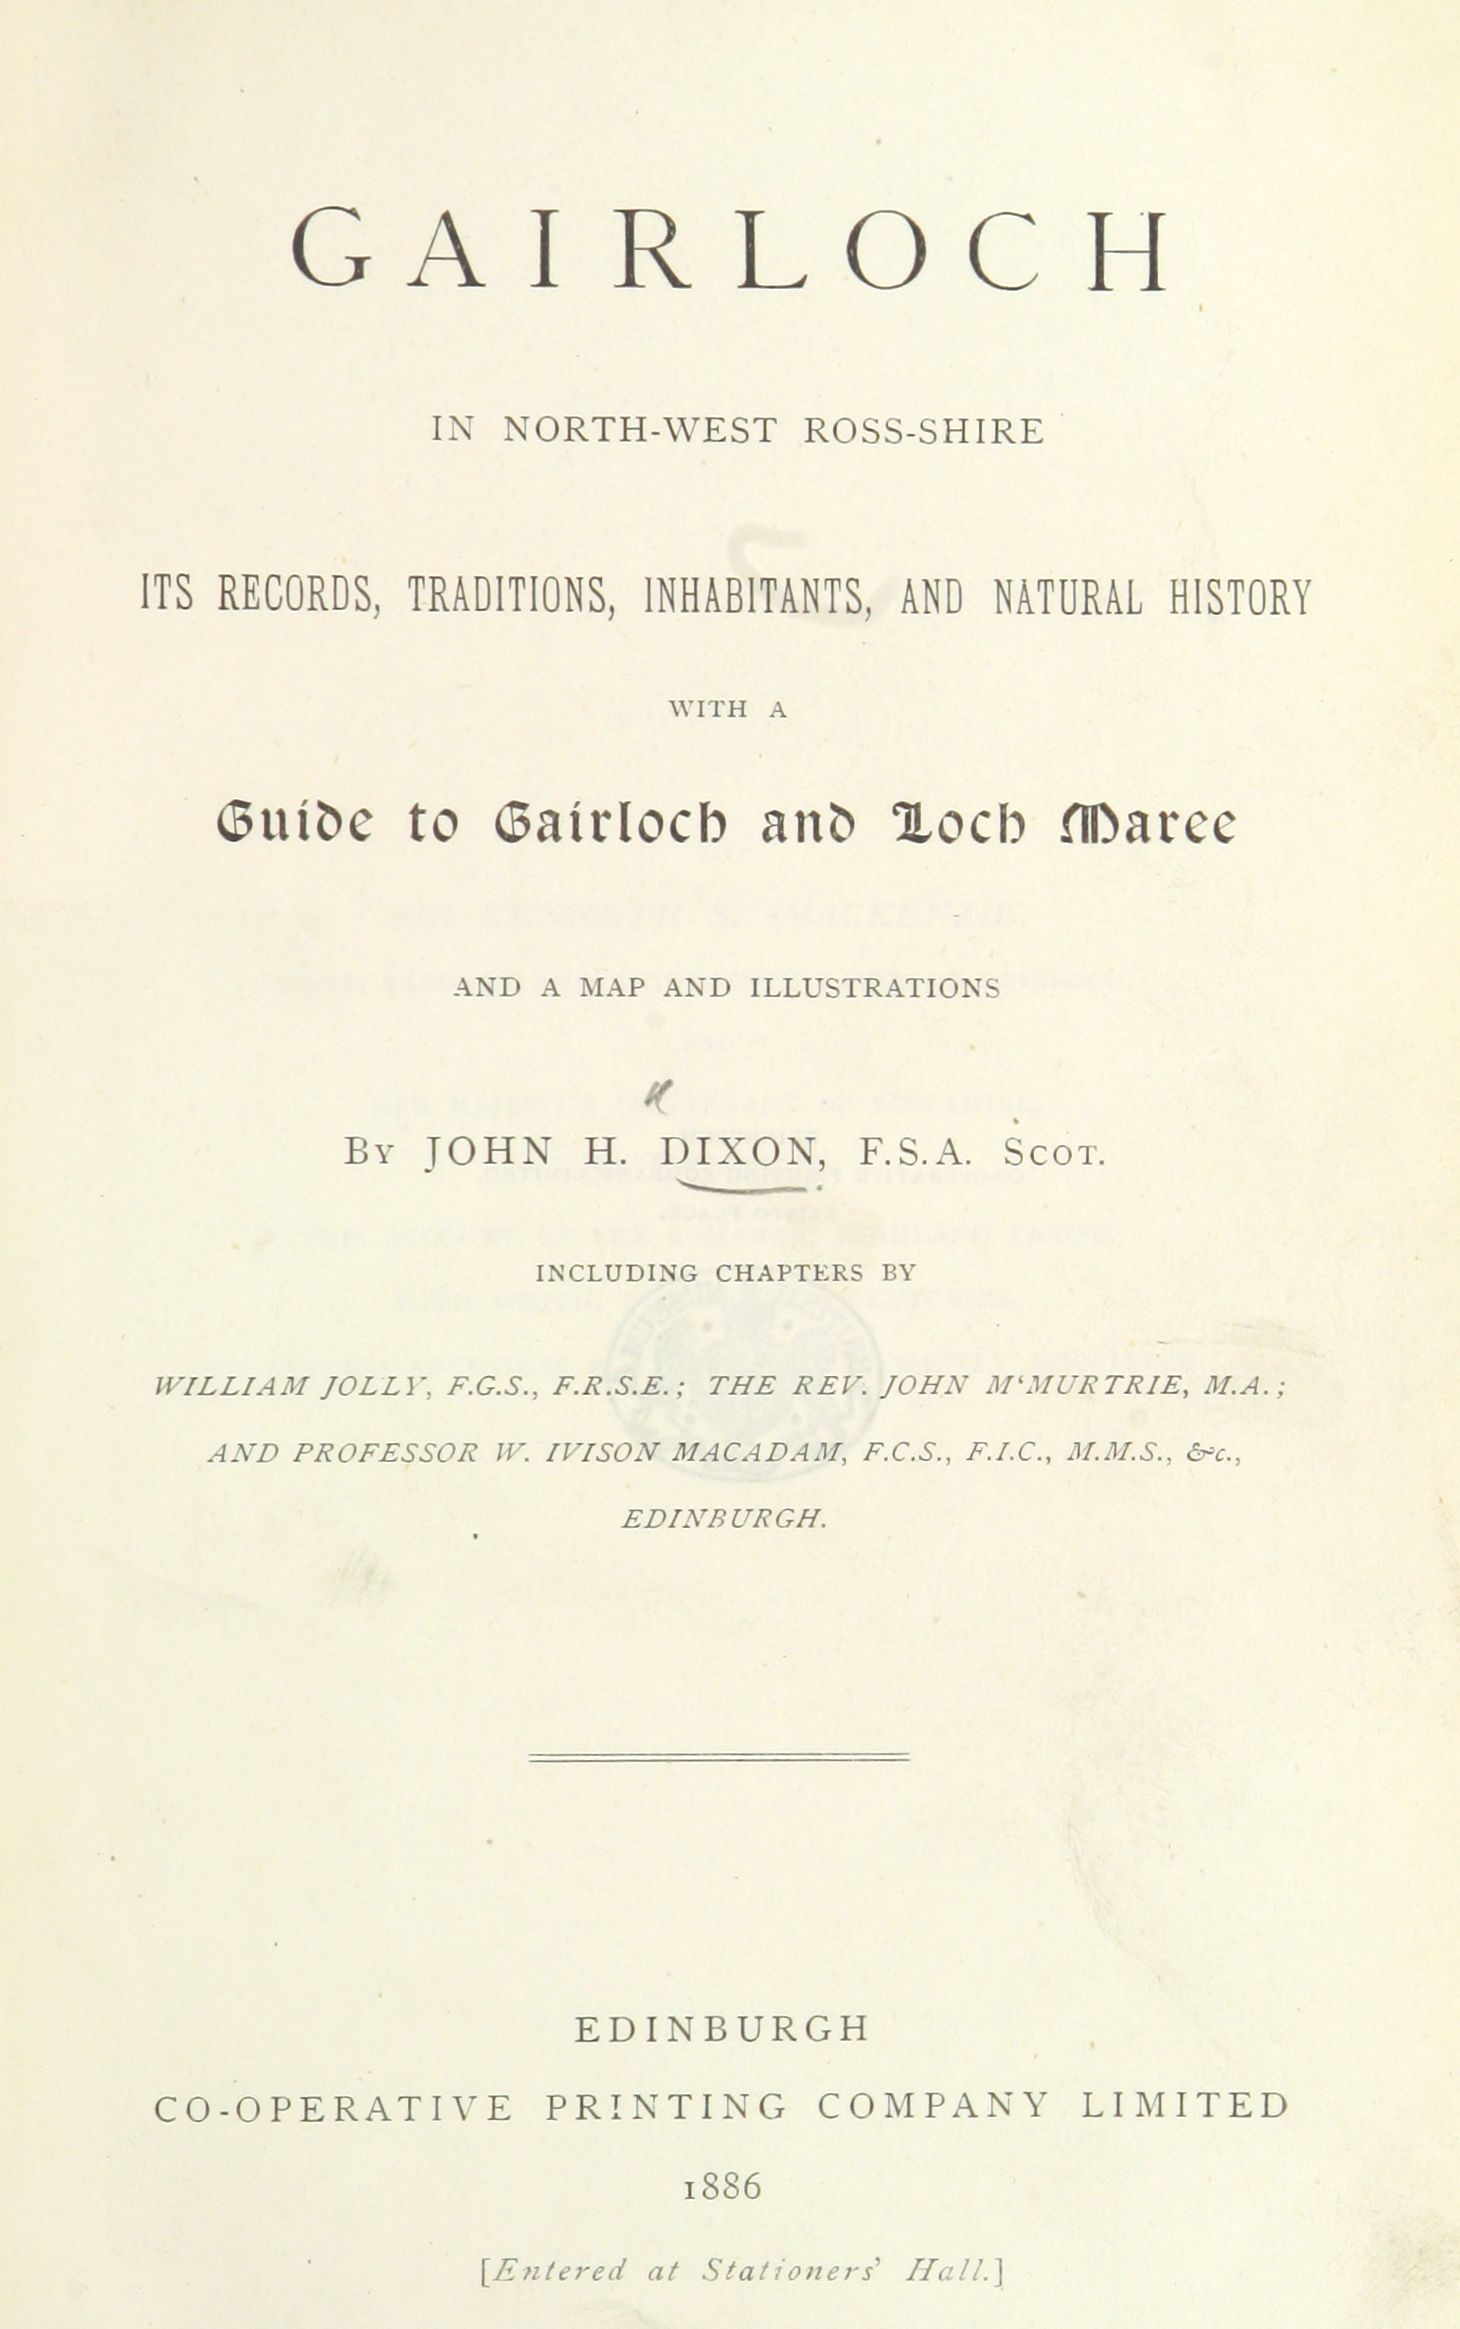 GAIRLOCH
IN NORTH-WEST ROSS-SHIRE
ITS RECORDS, TRADITIONS, INHABITANTS, AND NATURAL HISTORY
WITH A
Guide to Gairloch and Loch Maree
AND A MAP AND ILLUSTRATIONS
BY JOHN H. DIXON, F.S.A. SCOT.
INCLUDING CHAPTERS BY
WILLIAM JOLLY, F.G.S., F.R.S.E.; THE REV. JOHN M‘MURTRIE, M.A.;
AND PROFESSOR W. IVISON MACADAM, F.C.S., F.I.C., M.M.S., &c.,
EDINBURGH.
EDINBURGH
CO-OPERATIVE PRINTING COMPANY LIMITED
1886
[Entered at Stationers' Hall.]